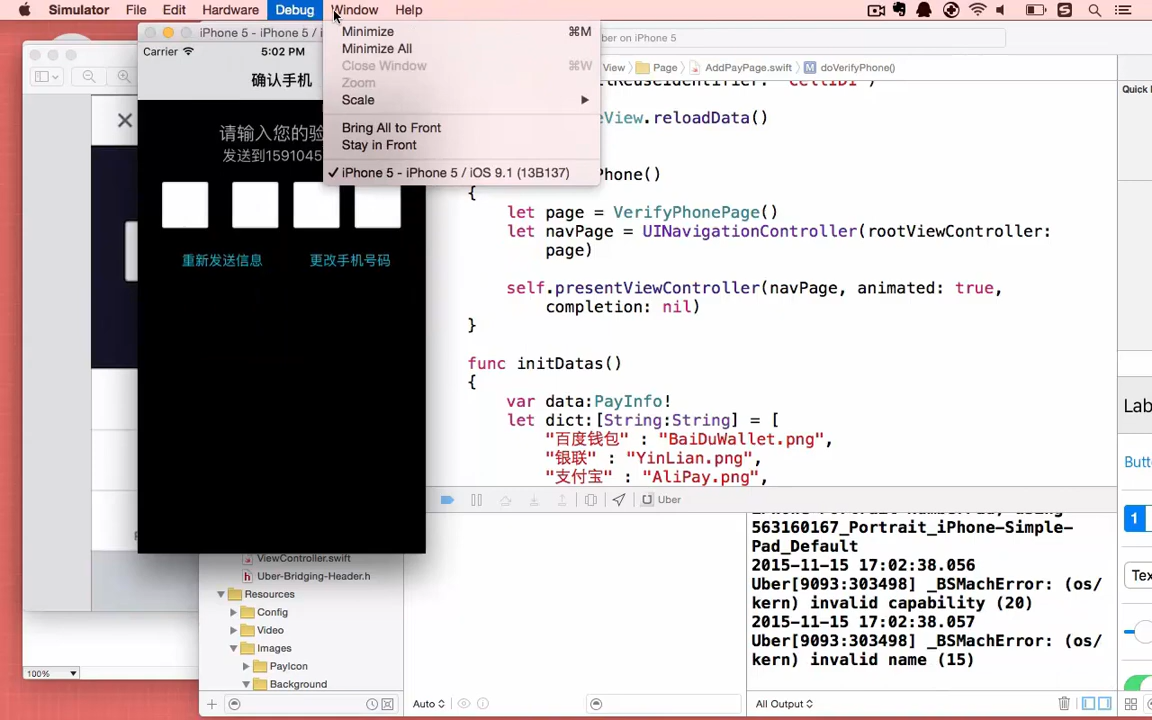 Simulator File Edit Hardware Debug Window Help
iPhone 5 - iPhone 5 / i
Minimize ⌘M
Minimize All
Close Window ⌘W
Zoom
Scale
Bring All to Front
Stay in Front
✓ iPhone 5 - iPhone 5 / iOS 9.1 (13B137)
Carrier 5:02 PM
确认手机
请输入您的验
发送到1591045
重新发送信息 更改手机号码
ber on iPhone 5
View Page AddPayPage.swift M doVerifyPhone()
View.reloadData()
hone()
{
let page = VerifyPhonePage()
let navPage = UINavigationController(rootViewController:
page)
self.presentViewController(navPage, animated: true,
completion: nil)
}
func initDatas()
{
var data:PayInfo!
let dict:[String:String] = [
"百度钱包" : "BaiDuWallet.png",
"银联" : "YinLian.png",
"支付宝" : "AliPay.png",
Uber
563160167_Portrait_iPhone-Simple-
Pad_Default
2015-11-15 17:02:38.056
Uber[9093:303498] _BSMachError: (os/
kern) invalid capability (20)
2015-11-15 17:02:38.057
Uber[9093:303498] _BSMachError: (os/
kern) invalid name (15)
ViewController.swift
Uber-Bridging-Header.h
Resources
Config
Video
Images
PayIcon
Background
100%
Auto
All Output
Quick
Lab
Butt
1
Tex